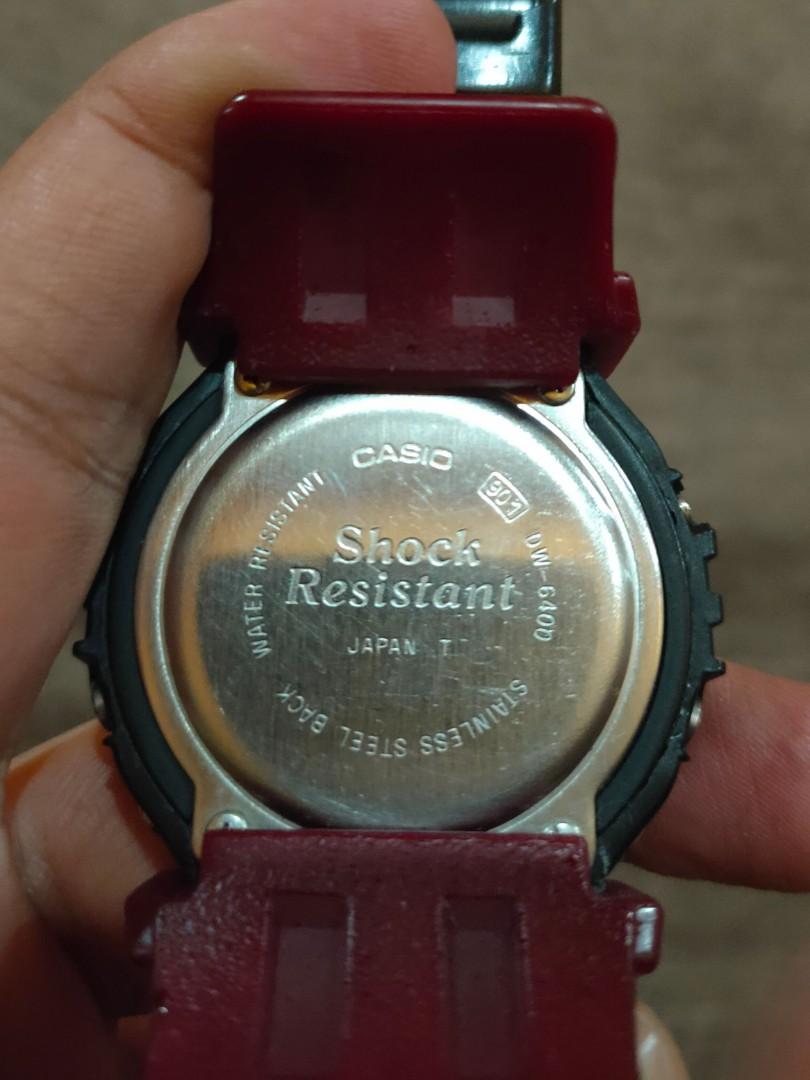 CASIO
901
DW-6400
WATER RESISTANT
Shock
Resistant
JAPAN T
STAINLESS STEEL BACK